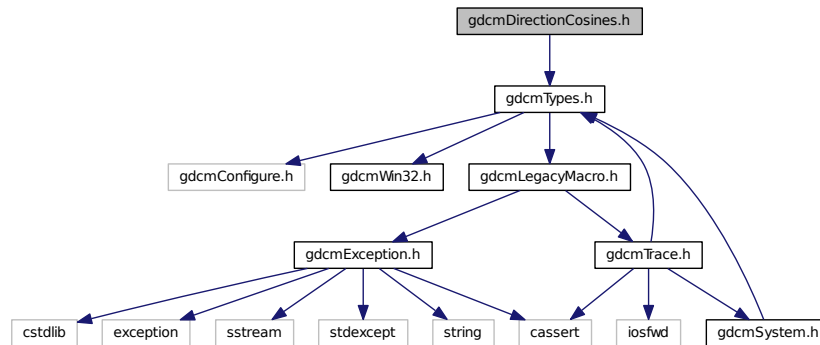 gdcmDirectionCosines.h
gdcmTypes.h
gdcmConfigure.h
gdcmWin32.h
gdcmLegacyMacro.h
gdcmException.h
gdcmTrace.h
cstdlib
exception
sstream
stdexcept
string
cassert
iosfwd
gdcmSystem.h